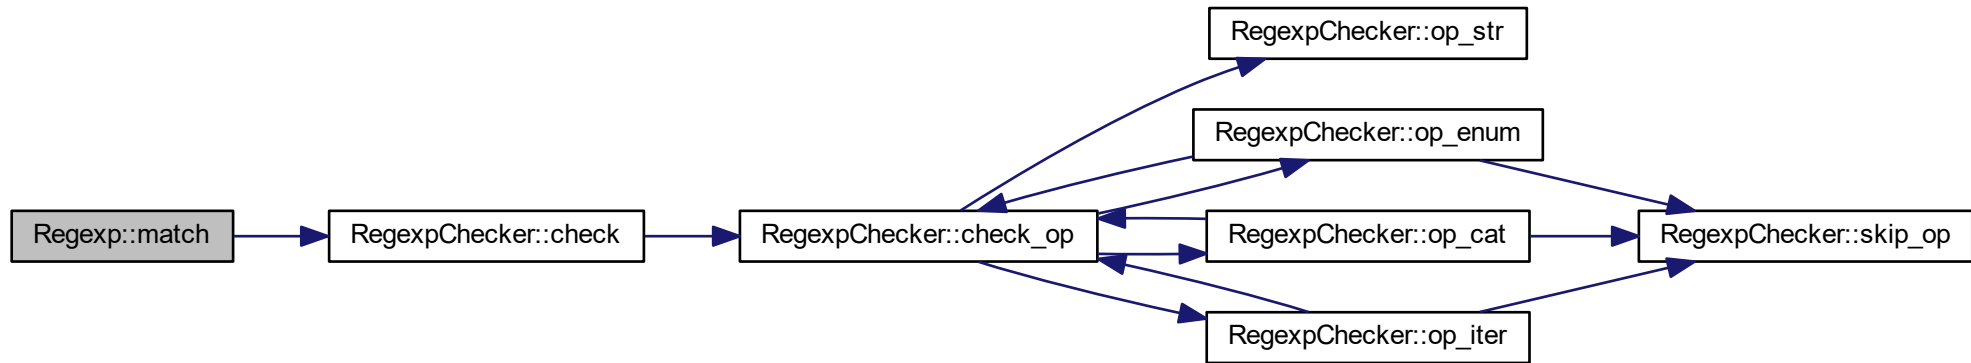 Regexp::match
RegexpChecker::check
RegexpChecker::check_op
RegexpChecker::op_str
RegexpChecker::op_enum
RegexpChecker::op_cat
RegexpChecker::op_iter
RegexpChecker::skip_op